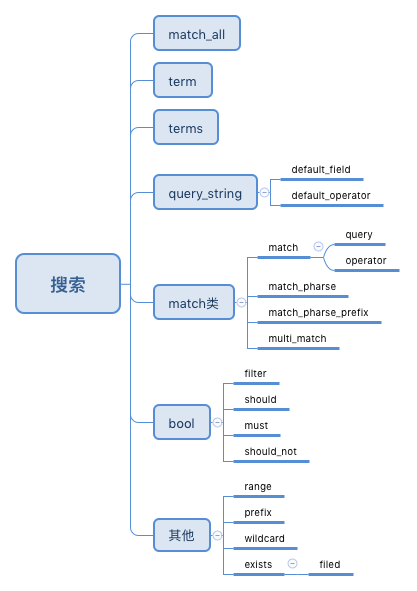 搜索
match_all
term
terms
query_string
default_field
default_operator
match类
match
query
operator
match_pharse
match_pharse_prefix
multi_match
bool
filter
should
must
should_not
其他
range
prefix
wildcard
exists
filed